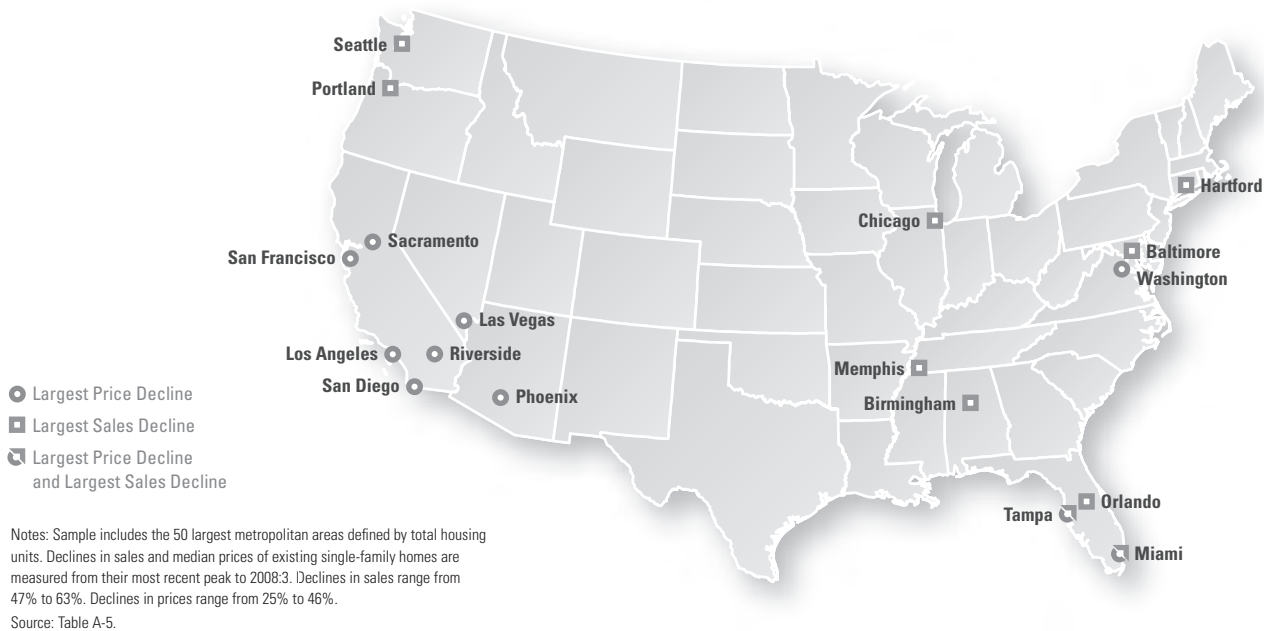 Seattle
Portland
Hartford
Chicago
Sacramento
San Francisco
Baltimore
Washington
Las Vegas
Los Angeles
Riverside
Memphis
San Diego
Phoenix
Birmingham
Largest Price Decline
Largest Sales Decline
Largest Price Decline
and Largest Sales Decline
Orlando
Tampa
Miami
Notes: Sample includes the 50 largest metropolitan areas defined by total housing
units. Declines in sales and median prices of existing single-family homes are
measured from their most recent peak to 2008:3. Declines in sales range from
47% to 63%. Declines in prices range from 25% to 46%.
Source: Table A-5.